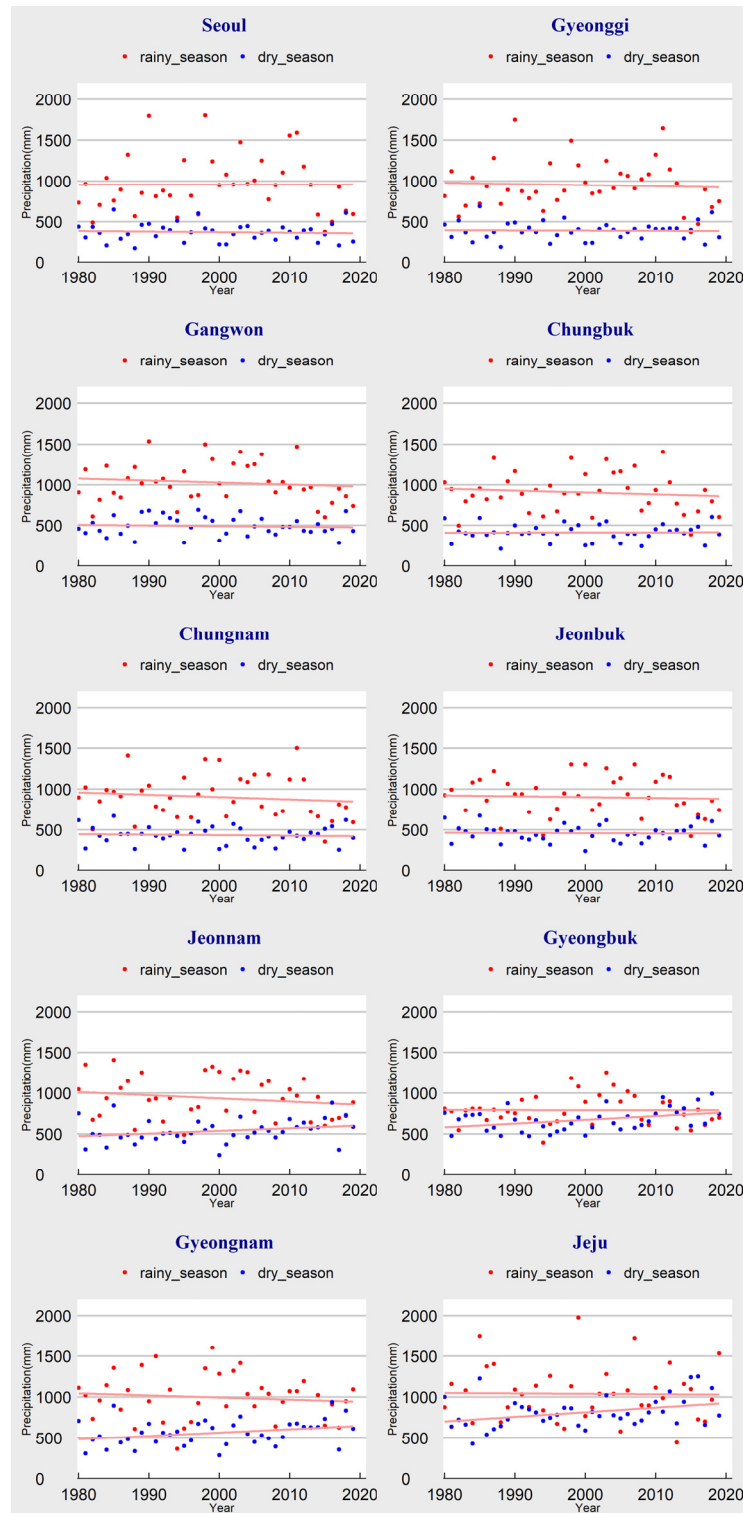 Seoul Gyeonggi
rainy_season dry_season rainy_season dry_season
2000 2000
1500 1500
1000 1000
500 500
0 0
Precipitation(mm) Precipitation(mm)
1980 1990 2000 2010 2020 1980 1990 2000 2010 2020
Year Year
Gangwon Chungbuk
rainy_season dry_season rainy_season dry_season
2000 2000
1500 1500
1000 1000
500 500
0 0
Precipitation(mm) Precipitation(mm)
1980 1990 2000 2010 2020 1980 1990 2000 2010 2020
Year Year
Chungnam Jeonbuk
rainy_season dry_season rainy_season dry_season
2000 2000
1500 1500
1000 1000
500 500
0 0
Precipitation(mm) Precipitation(mm)
1980 1990 2000 2010 2020 1980 1990 2000 2010 2020
Year Year
Jeonnam Gyeongbuk
rainy_season dry_season rainy_season dry_season
2000 2000
1500 1500
1000 1000
500 500
0 0
Precipitation(mm) Precipitation(mm)
1980 1990 2000 2010 2020 1980 1990 2000 2010 2020
Year Year
Gyeongnam Jeju
rainy_season dry_season rainy_season dry_season
2000 2000
1500 1500
1000 1000
500 500
0 0
Precipitation(mm) Precipitation(mm)
1980 1990 2000 2010 2020 1980 1990 2000 2010 2020
Year Year